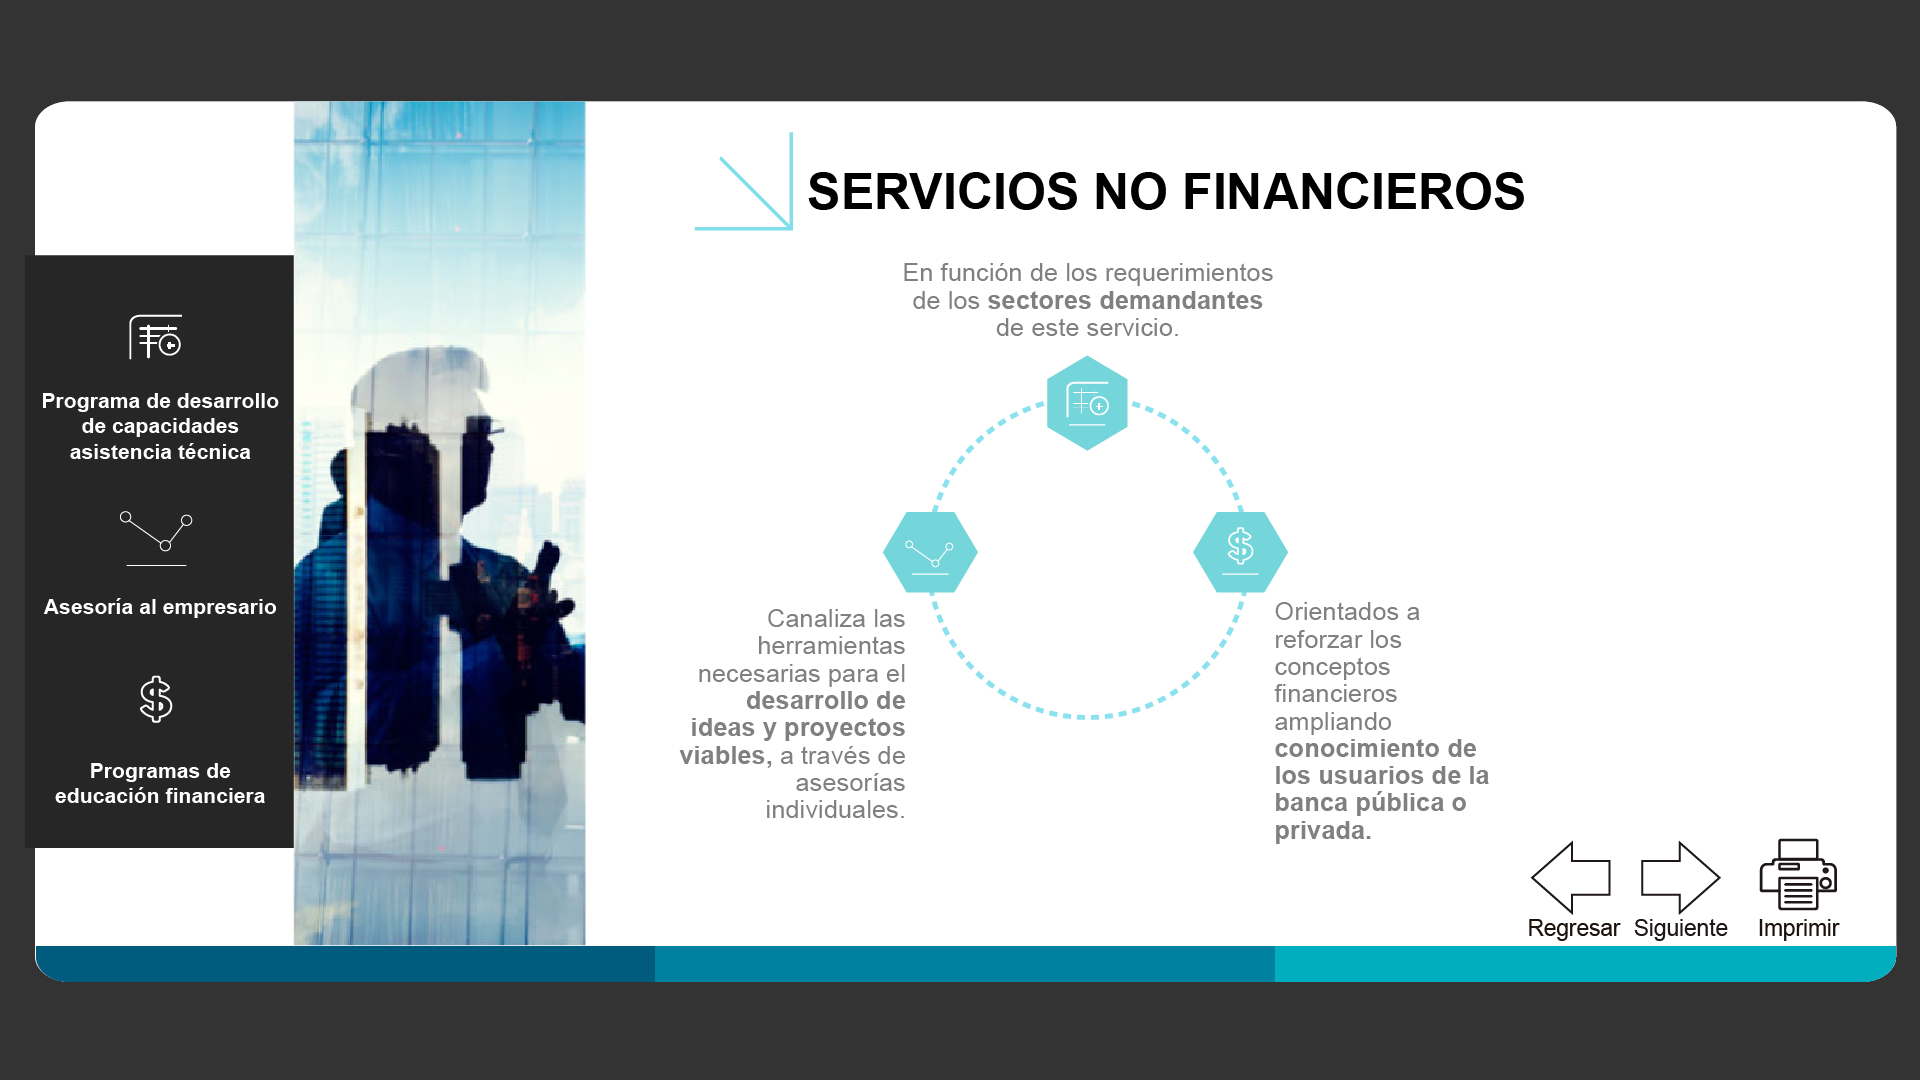 SERVICIOS NO FINANCIEROS
En función de los requerimientos
de los sectores demandantes
de este servicio.
Programa de desarrollo
de capacidades
asistencia técnica
Asesoría al empresario
Programas de
educación financiera
Canaliza las
herramientas
necesarias para el
desarrollo de
ideas y proyectos
viables, a través de
asesorías
individuales.
Orientados a
reforzar los
conceptos
financieros
ampliando
conocimiento de
los usuarios de la
banca pública o
privada.
Regresar
Siguiente
Imprimir